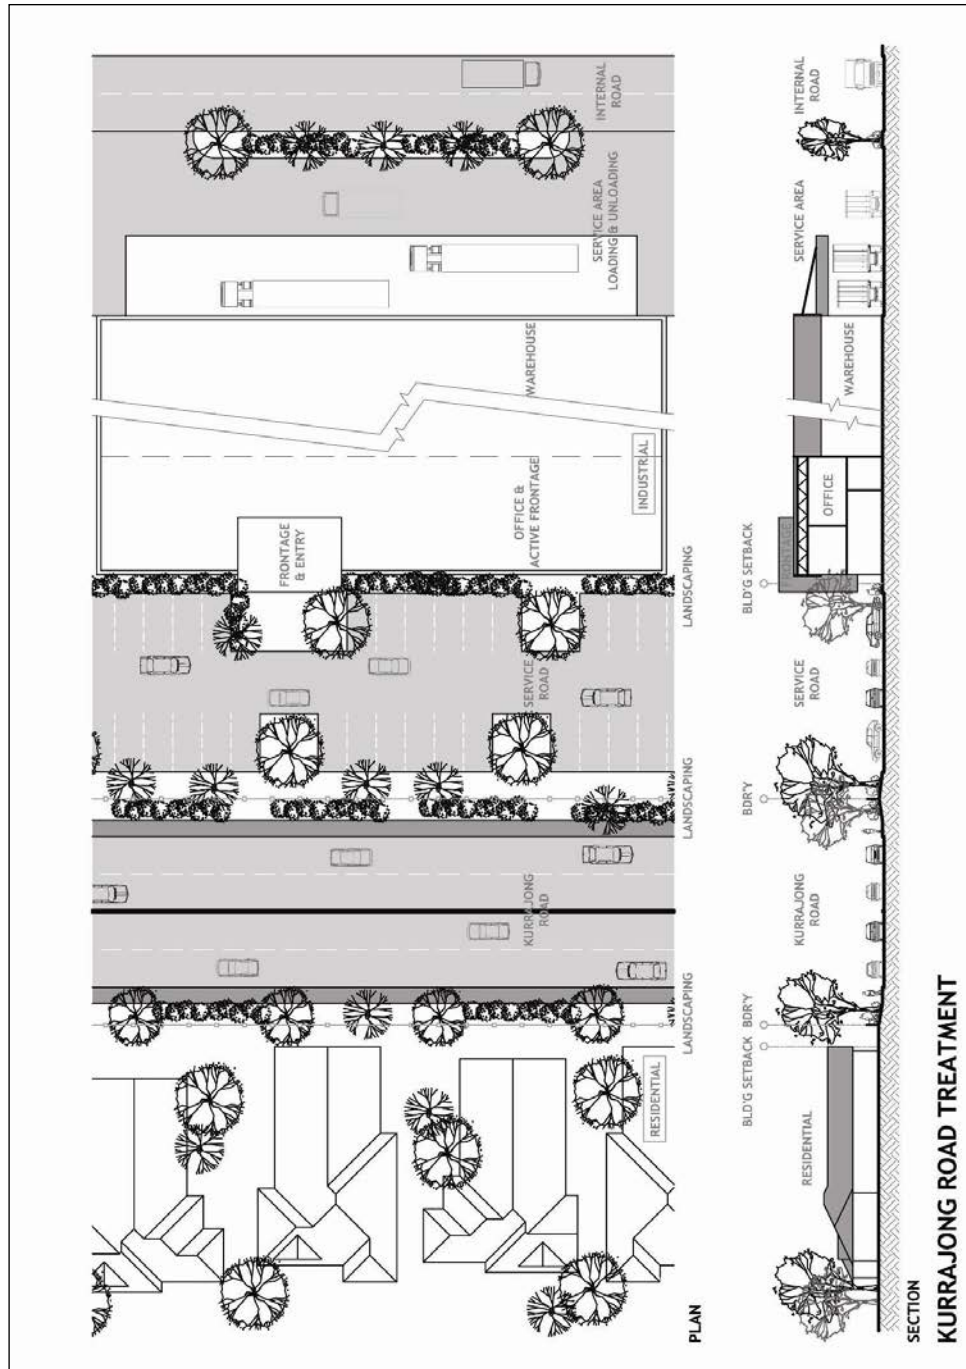 FRONTAGE
& ENTRY
KURRAJONG
ROAD
SERVICE
ROAD
OFFICE &
ACTIVE FRONTAGE
WAREHOUSE
SERVICE AREA
LOADING & UNLOADING
INTERNAL
ROAD
RESIDENTIAL
INDUSTRIAL
LANDSCAPING
LANDSCAPING
LANDSCAPING
PLAN
BLD'G SETBACK
BDR'Y
BDR'Y
BLD'G SETBACK
RESIDENTIAL
KURRAJONG
ROAD
SERVICE
ROAD
FRONTAGE
OFFICE
WAREHOUSE
SERVICE AREA
INTERNAL
ROAD
SECTION
KURRAJONG ROAD TREATMENT